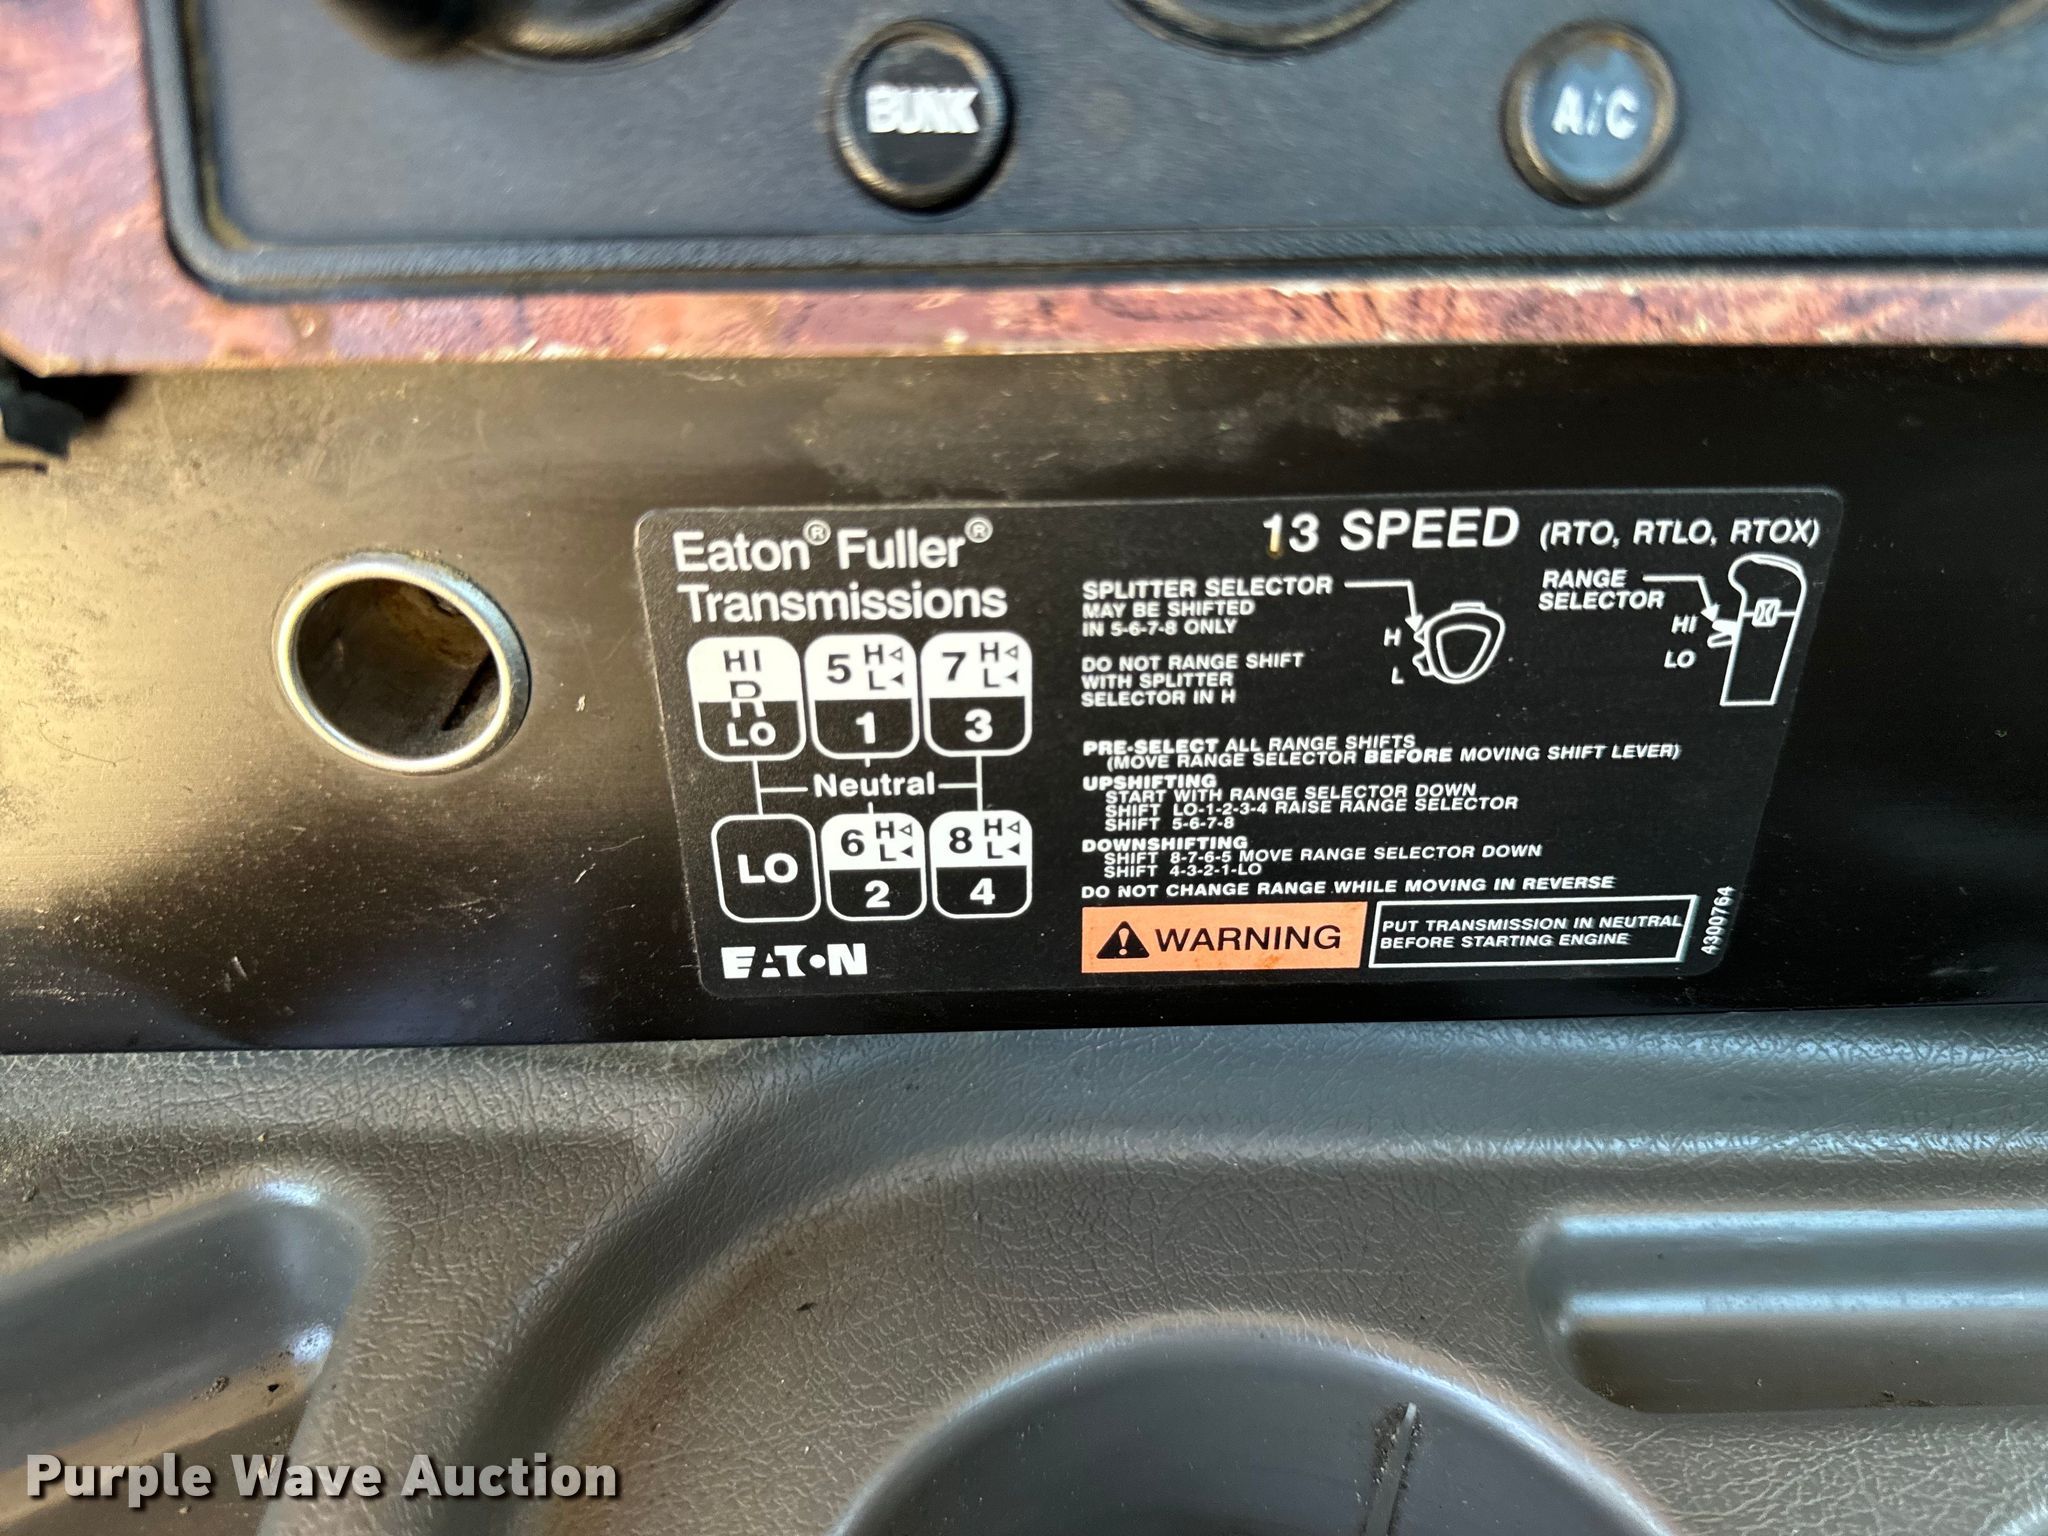 BUNK
A/C
Eaton® Fuller®
Transmissions
13 SPEED (RTO, RTLO, RTOX)
SPLITTER SELECTOR
MAY BE SHIFTED
IN 5-6-7-8 ONLY
H
L
RANGE
SELECTOR
HI
LO
DO NOT RANGE SHIFT
WITH SPLITTER
SELECTOR IN H
HI
R
LO
5 H
L
1
7 H
L
3
Neutral
LO
6 H
L
2
8 H
L
4
PRE-SELECT ALL RANGE SHIFTS
(MOVE RANGE SELECTOR BEFORE MOVING SHIFT LEVER)
UPSHIFTING
START WITH RANGE SELECTOR DOWN
SHIFT LO-1-2-3-4 RAISE RANGE SELECTOR
SHIFT 5-6-7-8
DOWNSHIFTING
SHIFT 8-7-6-5 MOVE RANGE SELECTOR DOWN
SHIFT 4-3-2-1-LO
DO NOT CHANGE RANGE WHILE MOVING IN REVERSE
WARNING
PUT TRANSMISSION IN NEUTRAL
BEFORE STARTING ENGINE
A300764
EATON
Purple Wave Auction